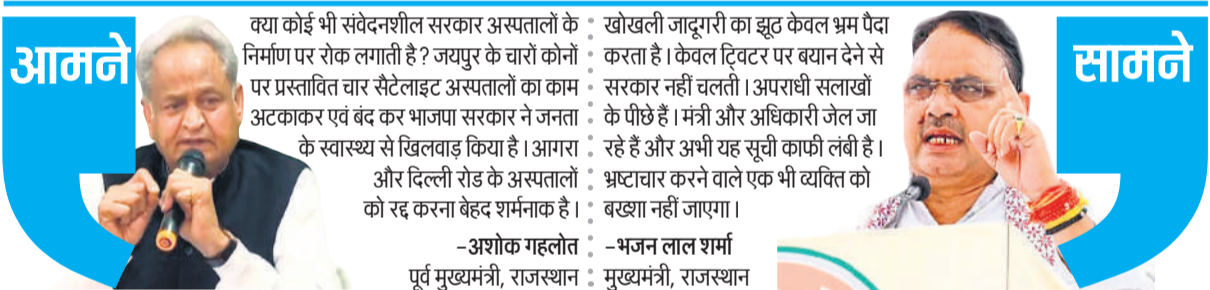 आमने
क्या कोई भी संवेदनशील सरकार अस्पतालों के
निर्माण पर रोक लगाती है? जयपुर के चारों कोनों
पर प्रस्तावित चार सैटेलाइट अस्पतालों का काम
अटकाकर एवं बंद कर भाजपा सरकार ने जनता
के स्वास्थ्य से खिलवाड़ किया है। आगरा
और दिल्ली रोड के अस्पतालों
को रद्द करना बेहद शर्मनाक है।
–अशोक गहलोत
पूर्व मुख्यमंत्री, राजस्थान
खोखली जादूगरी का झूठ केवल भ्रम पैदा
करता है। केवल ट्विटर पर बयान देने से
सरकार नहीं चलती। अपराधी सलाखों
के पीछे हैं। मंत्री और अधिकारी जेल जा
रहे हैं और अभी यह सूची काफी लंबी है।
भ्रष्टाचार करने वाले एक भी व्यक्ति को
बख्शा नहीं जाएगा।
–भजन लाल शर्मा
मुख्यमंत्री, राजस्थान
सामने